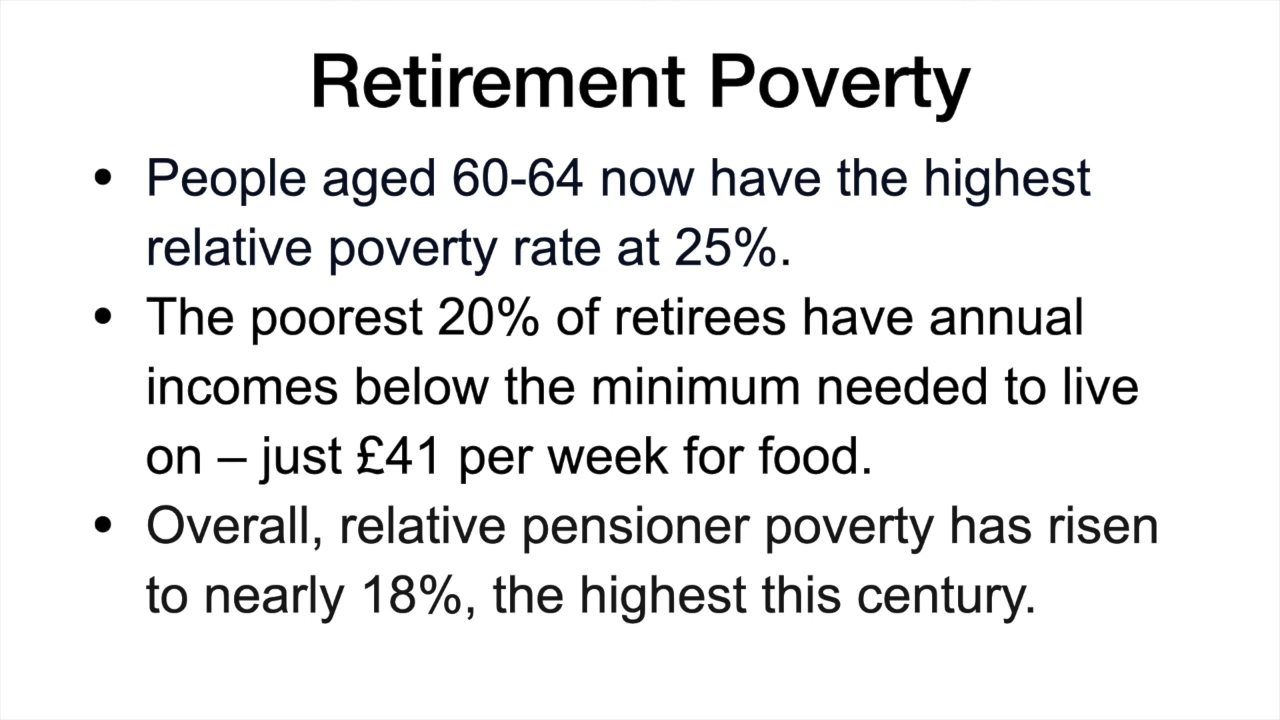 Retirement Poverty
• People aged 60-64 now have the highest
relative poverty rate at 25%.
• The poorest 20% of retirees have annual
incomes below the minimum needed to live
on – just £41 per week for food.
• Overall, relative pensioner poverty has risen
to nearly 18%, the highest this century.